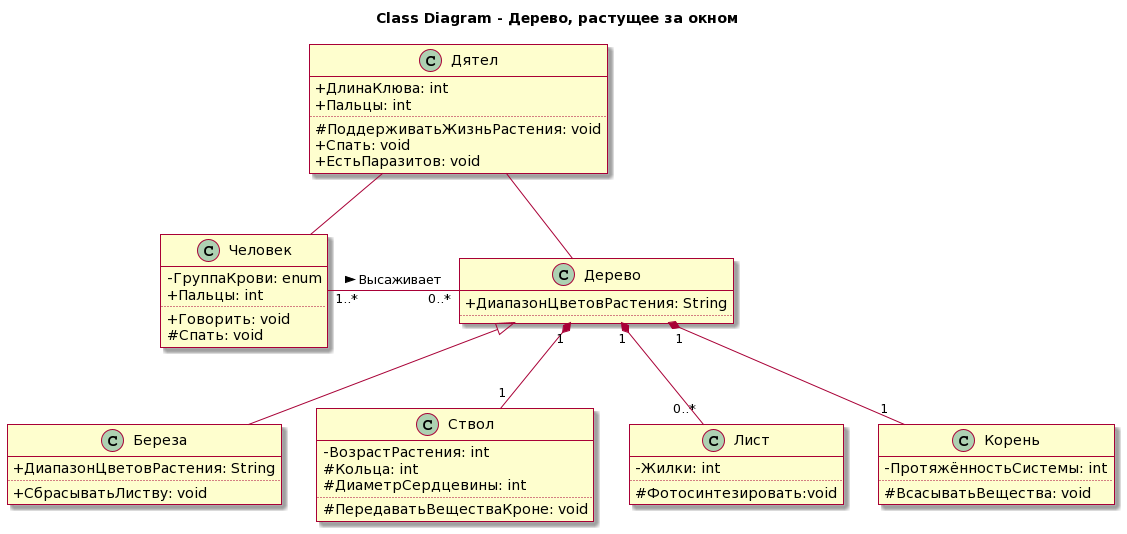 Class Diagram - Дерево, растущее за окном
C Дятел
+ДлинаКлюва: int
+Пальцы: int
#ПоддерживатьЖизньРастения: void
+Спать: void
+ЕстьПаразитов: void
C Человек
-ГруппаКрови: enum
+Пальцы: int
+Говорить: void
#Спать: void
Высаживает
1..*
0..*
C Дерево
+ДиапазонЦветовРастения: String
1
1
1
1
0..*
1
C Береза
+ДиапазонЦветовРастения: String
+СбрасыватьЛиству: void
C Ствол
-ВозрастРастения: int
#Кольца: int
#ДиаметрСердцевины: int
#ПередаватьВеществаКроне: void
C Лист
-Жилки: int
#Фотосинтезировать:void
C Корень
-ПротяжённостьСистемы: int
#ВсасыватьВещества: void